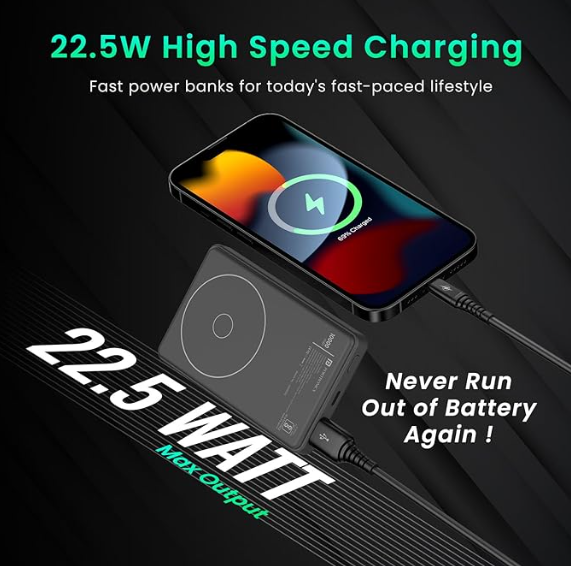 22.5W High Speed Charging
Fast power banks for today's fast-paced lifestyle
69% Charged
10000
22.5 WATT
Max Output
Never Run
Out of Battery
Again !